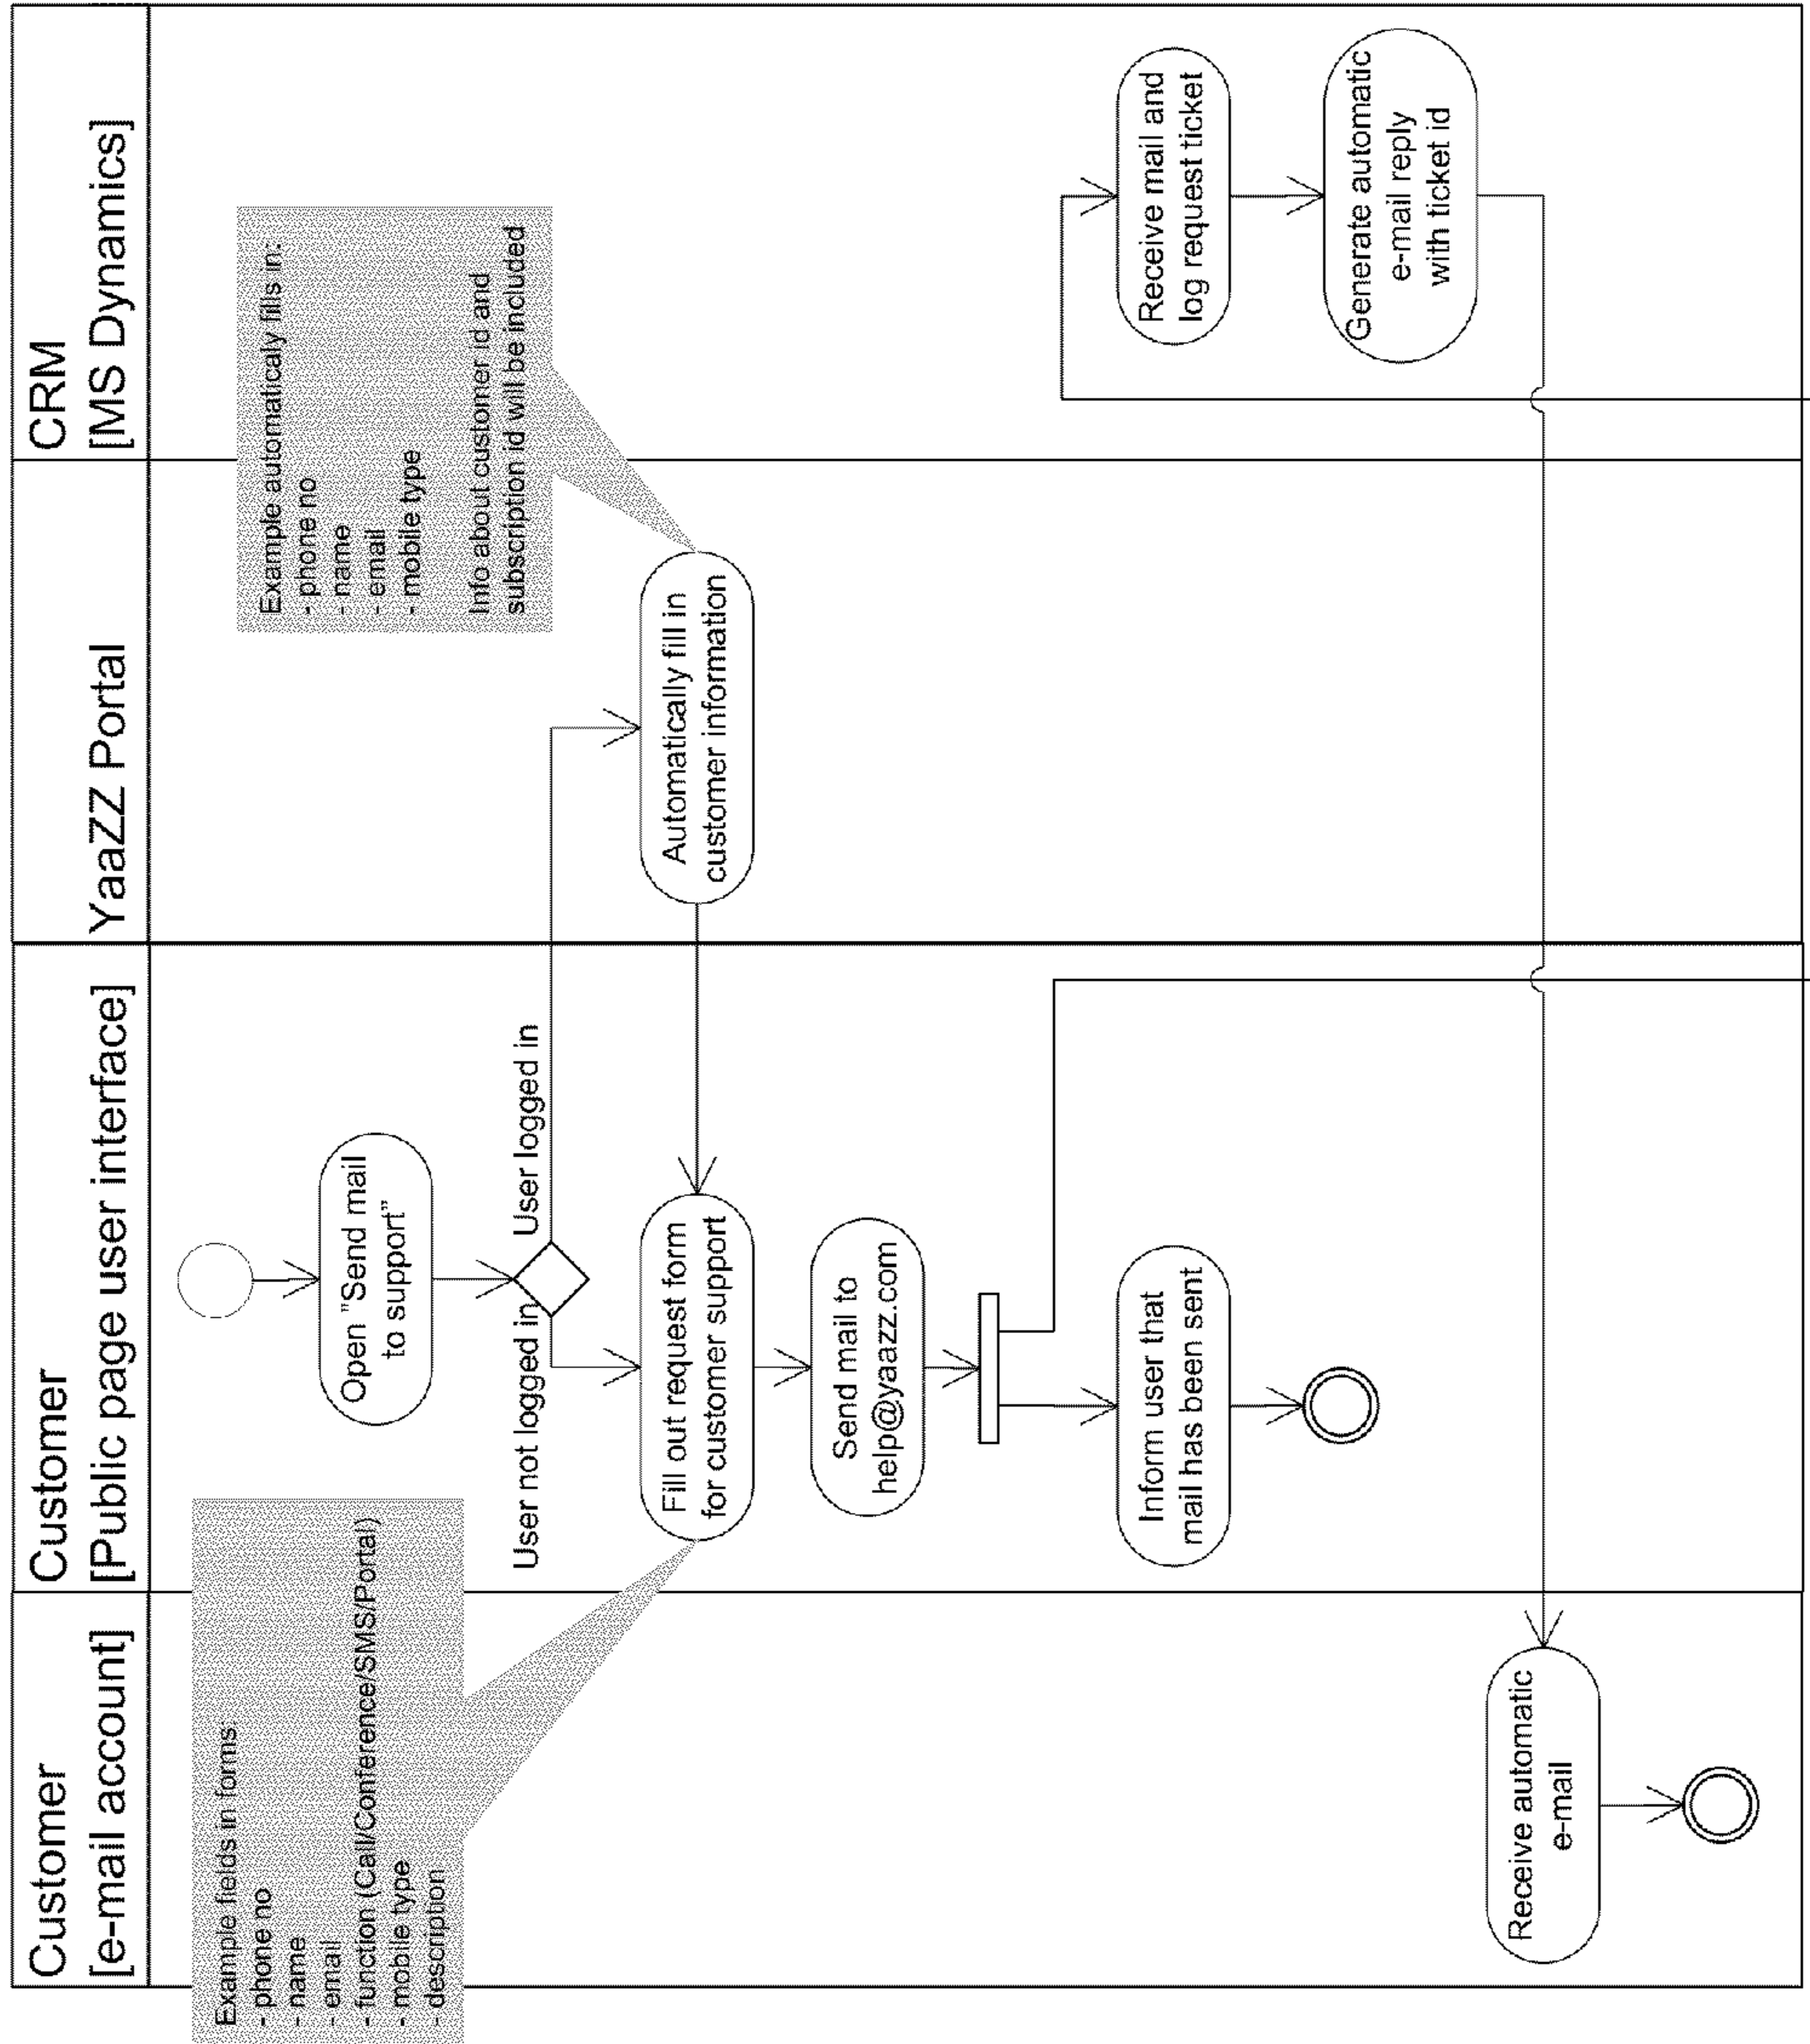 Customer
[e-mail account]
Customer
[Public page user interface]
YaaZZ Portal
CRM
[MS Dynamics]
Example fields in forms:
- phone no
- name
- email
- function (Call/Conference/SMS/Portal)
- mobile type
- description
Open "Send mail
to support"
User not logged in
User logged in
Example automaticaly fills in:
- phone no
- name
- email
- mobile type
Info about customer id and
subscription id will be included
Fill out request form
for customer support
Automatically fill in
customer information
Send mail to
help@yaazz.com
Inform user that
mail has been sent
Receive mail and
log request ticket
Generate automatic
e-mail reply
with ticket id
Receive automatic
e-mail